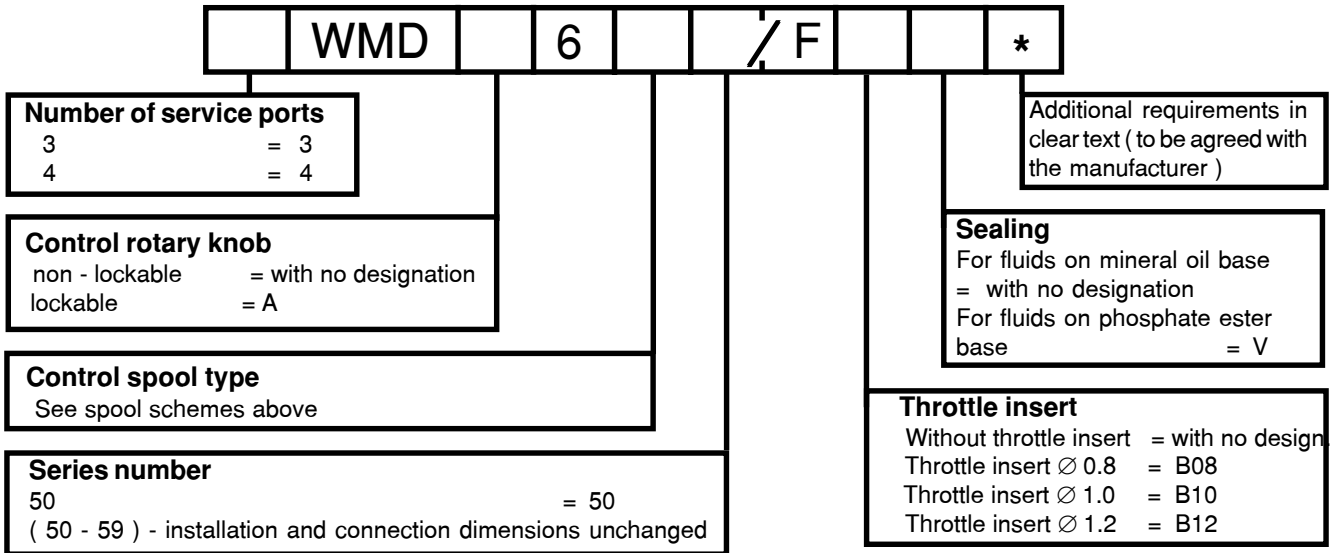 WMD 6 / F *
Number of service ports
3 = 3
4 = 4
Control rotary knob
non - lockable = with no designation
lockable = A
Control spool type
See spool schemes above
Series number
50 = 50
( 50 - 59 ) - installation and connection dimensions unchanged
Additional requirements in
clear text ( to be agreed with
the manufacturer )
Sealing
For fluids on mineral oil base
= with no designation
For fluids on phosphate ester
base = V
Throttle insert
Without throttle insert = with no design.
Throttle insert ∅ 0.8 = B08
Throttle insert ∅ 1.0 = B10
Throttle insert ∅ 1.2 = B12